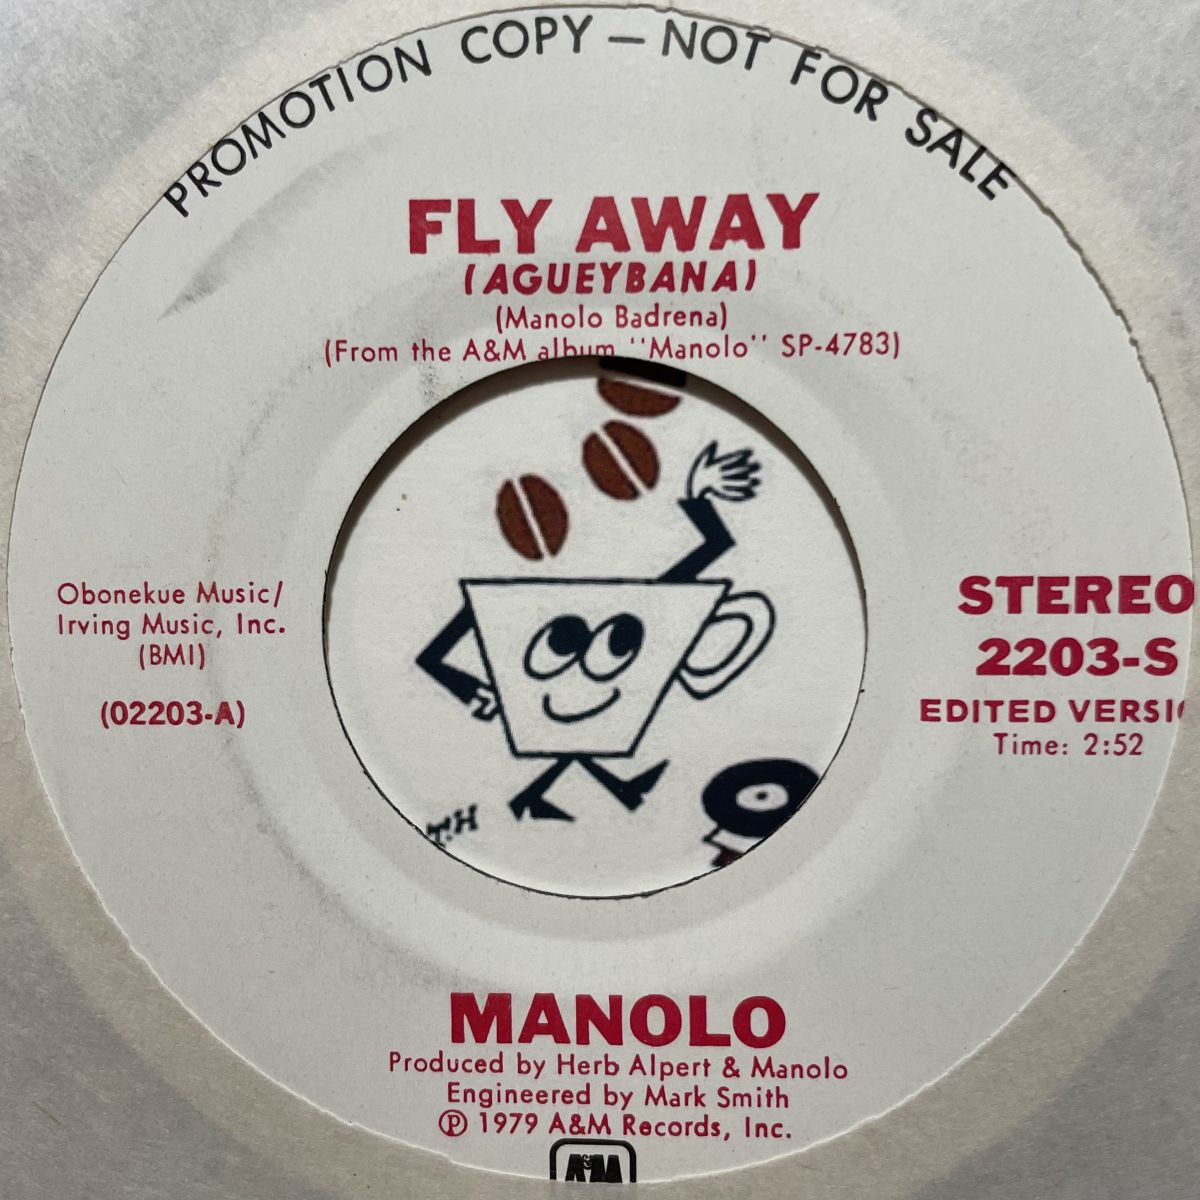 PROMOTION COPY — NOT FOR SALE
FLY AWAY
(AGUEYBANA)
(Manolo Badrena)
(From the A&M album "Manolo" SP-4783)
Obonekue Music/
Irving Music, Inc.
(BMI)
(02203-A)
STEREO
2203-S
EDITED VERSI
Time: 2:52
MANOLO
Produced by Herb Alpert & Manolo
Engineered by Mark Smith
Ⓟ 1979 A&M Records, Inc.
A&M